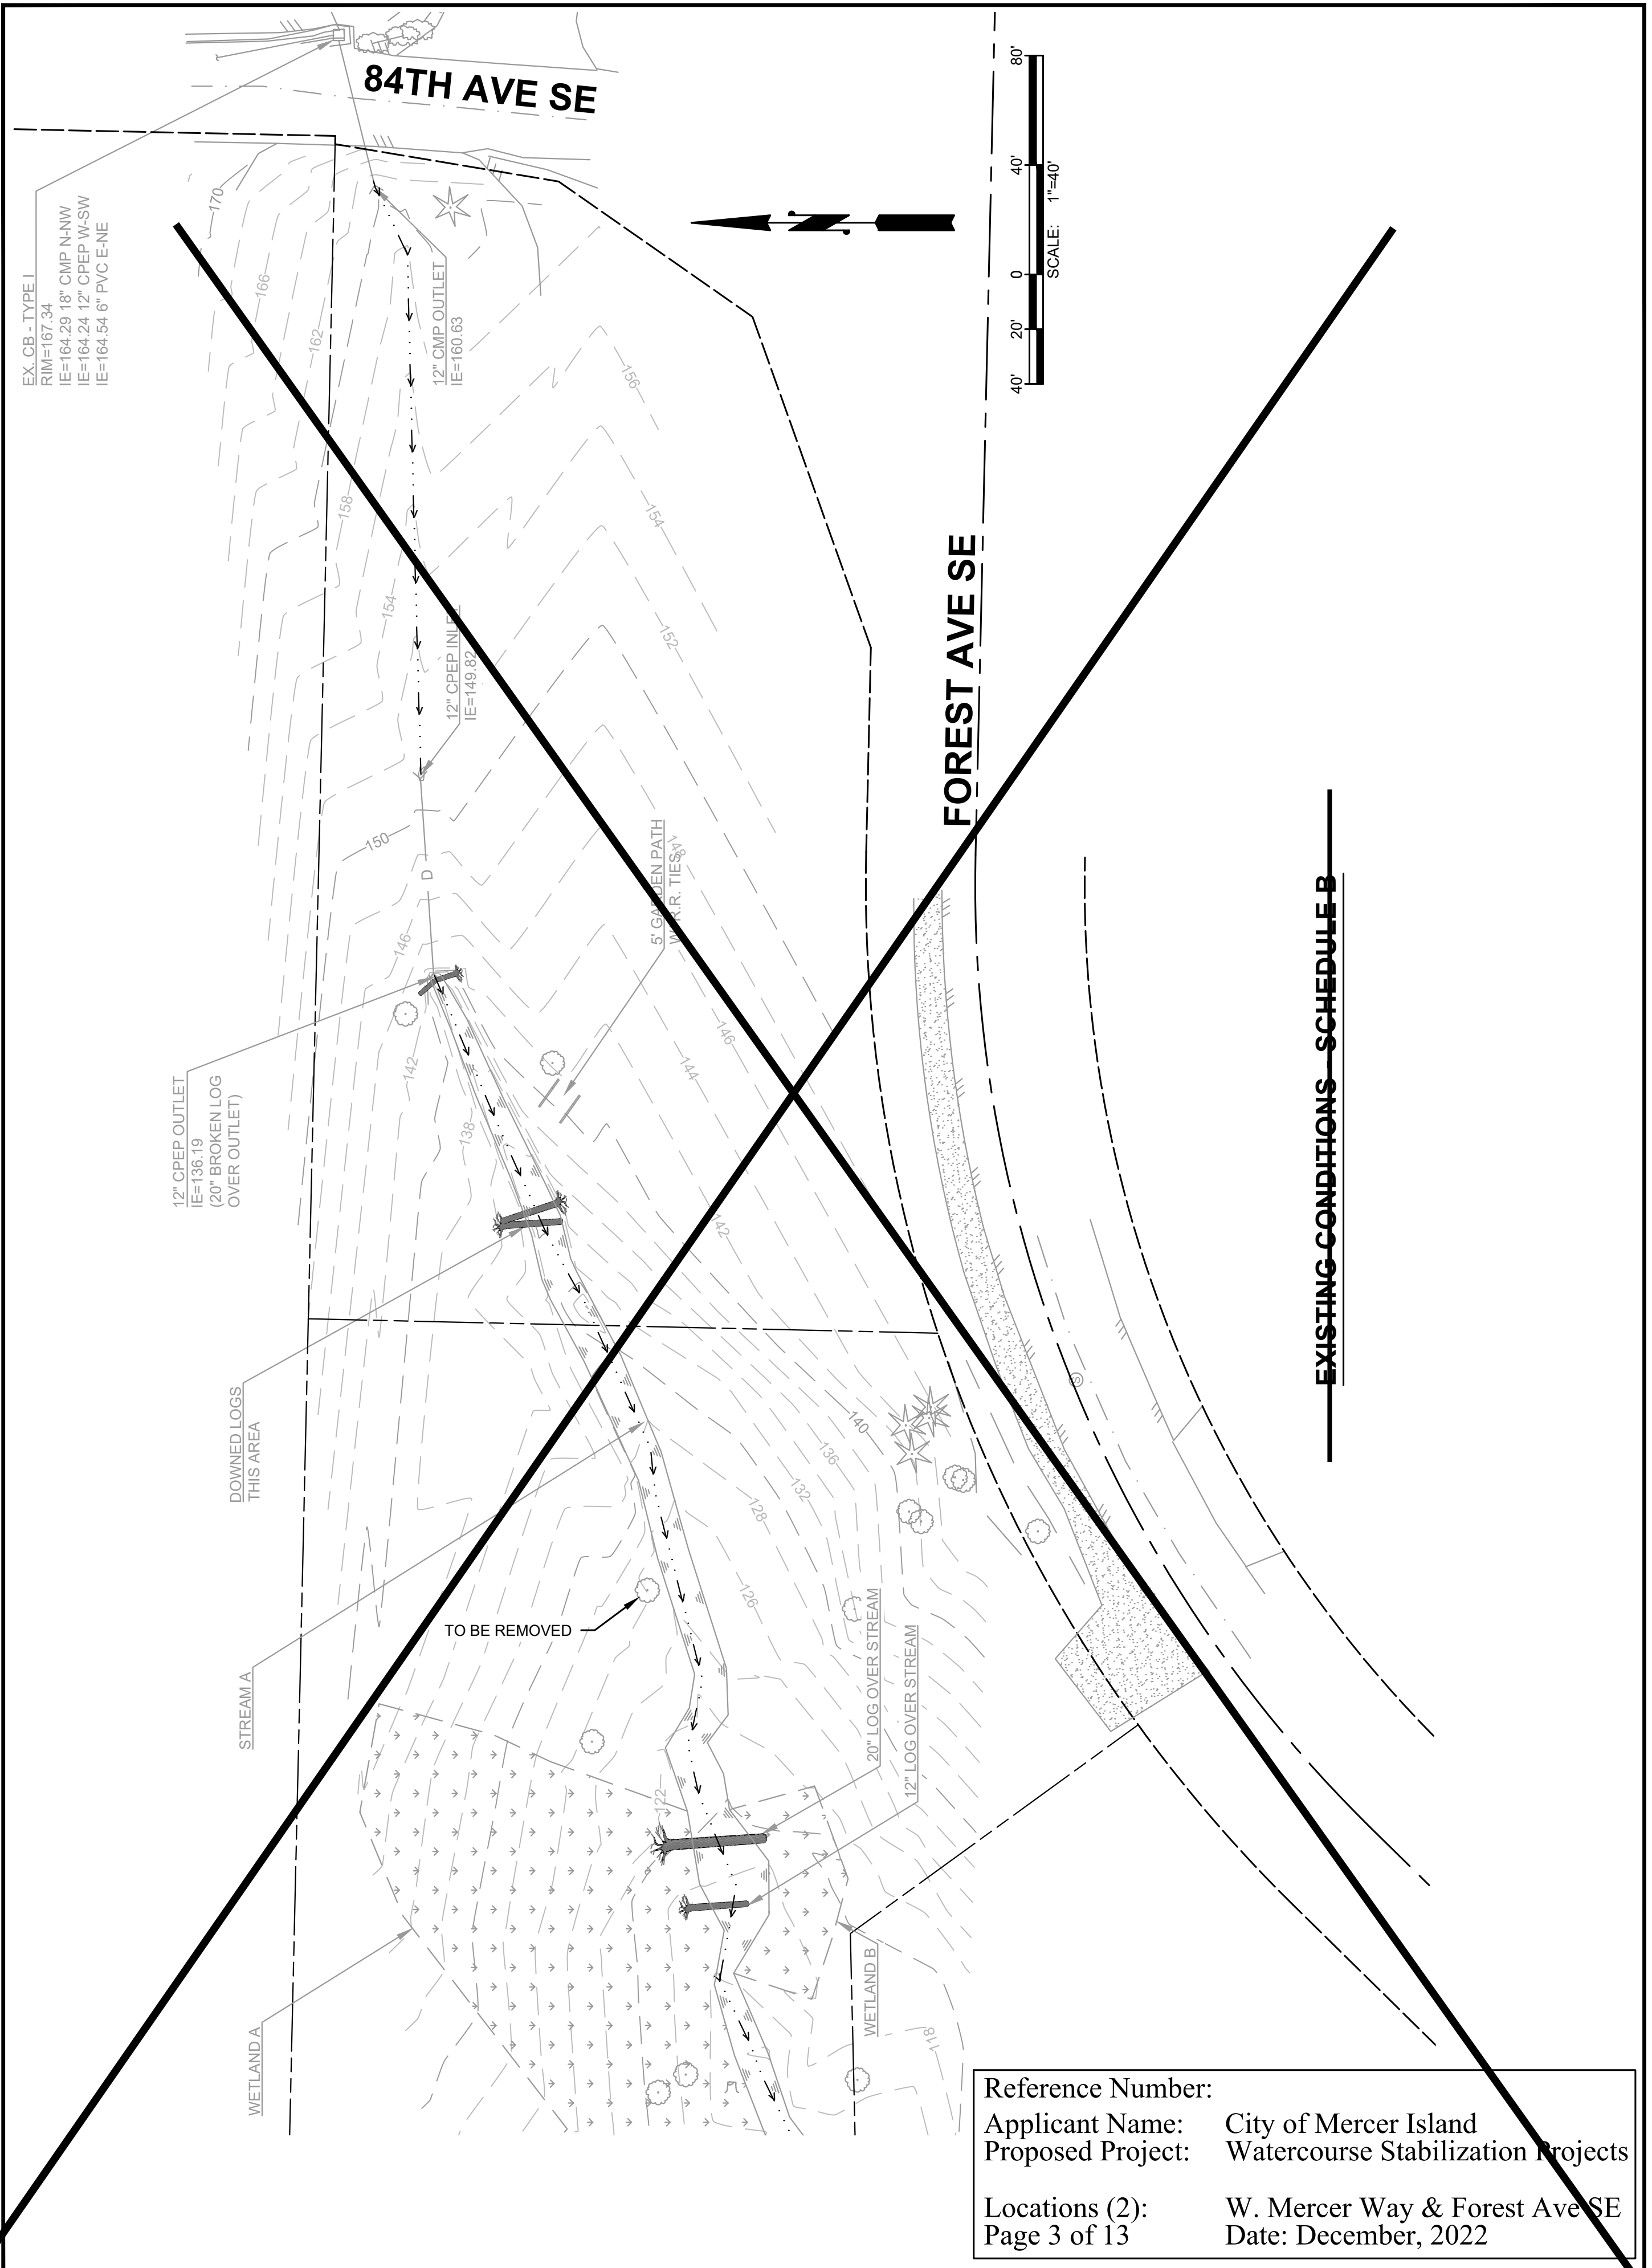 84TH AVE SE
EX. CB - TYPE I
RIM=167.34
IE=164.29 18" CMP N-NW
IE=164.24 12" CPEP W-SW
IE=164.54 6" PVC E-NE
170
166
162
158
154
150
146
142
138
12" CMP OUTLET
IE=160.63
156
154
152
146
144
142
140
136
132
128
126
122
118
12" CPEP INLET
IE=149.82
D
5' GARDEN PATH
W/ R.R. TIES
148
12" CPEP OUTLET
IE=136.19
(20" BROKEN LOG
OVER OUTLET)
DOWNED LOGS
THIS AREA
STREAM A
TO BE REMOVED
20" LOG OVER STREAM
12" LOG OVER STREAM
WETLAND A
WETLAND B
S
FOREST AVE SE
40' 20' 0 40' 80'
SCALE: 1"=40'
EXISTING CONDITIONS - SCHEDULE B
Reference Number:
Applicant Name: City of Mercer Island
Proposed Project: Watercourse Stabilization Projects
Locations (2): W. Mercer Way & Forest Ave SE
Page 3 of 13 Date: December, 2022